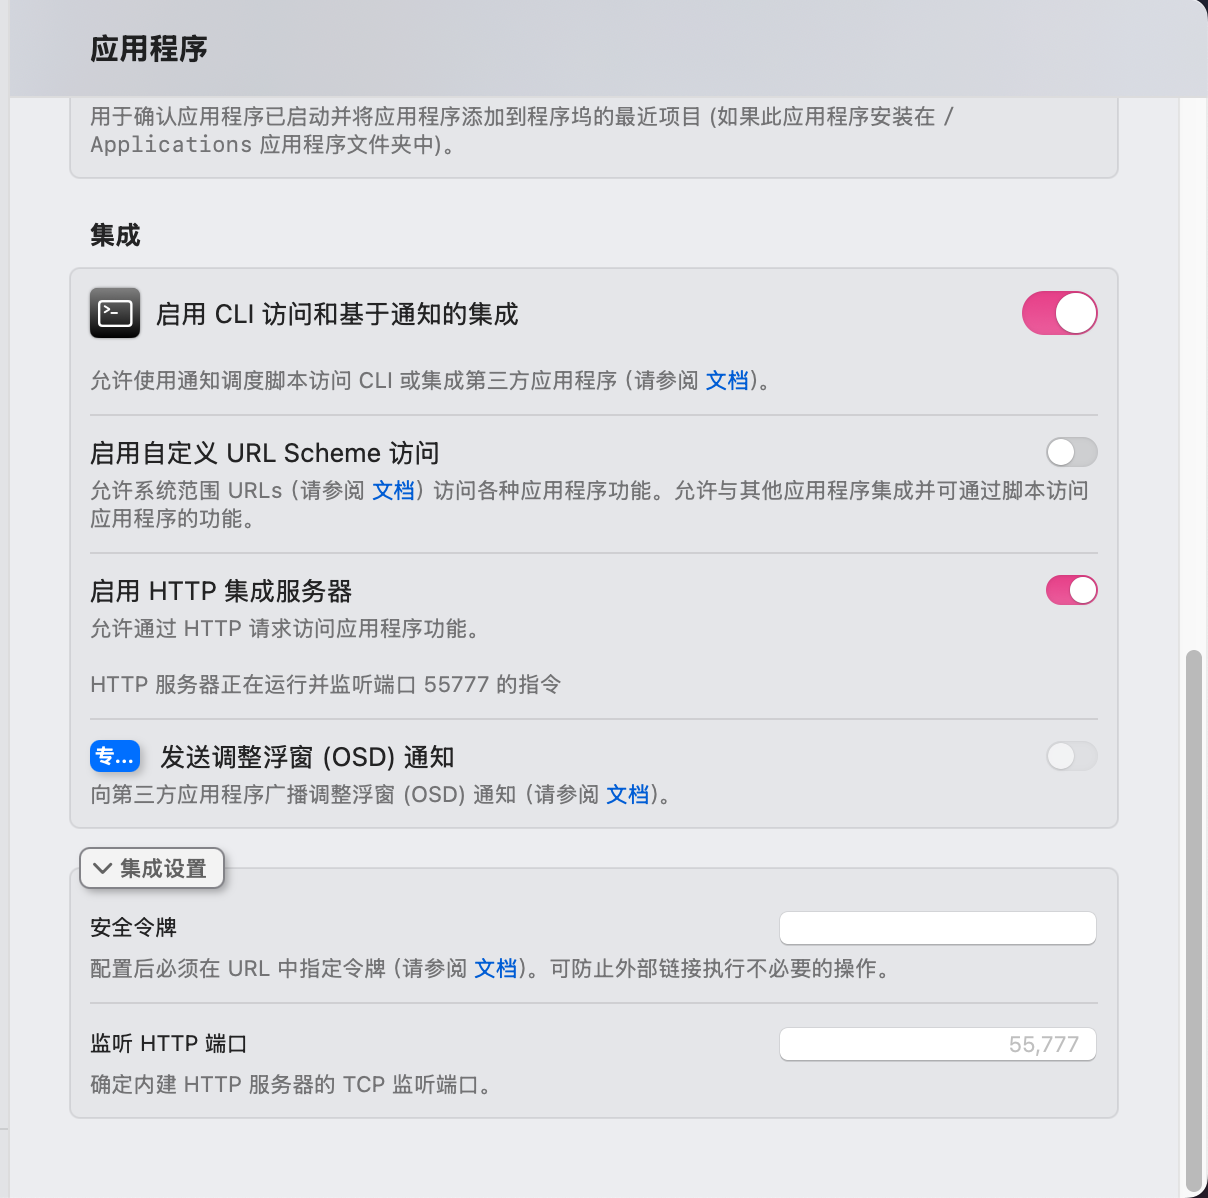 应用程序
用于确认应用程序已启动并将应用程序添加到程序坞的最近项目 (如果此应用程序安装在 /
Applications 应用程序文件夹中)。
集成
>_
启用 CLI 访问和基于通知的集成
允许使用通知调度脚本访问 CLI 或集成第三方应用程序 (请参阅 文档)。
启用自定义 URL Scheme 访问
允许系统范围 URLs (请参阅 文档) 访问各种应用程序功能。允许与其他应用程序集成并可通过脚本访问
应用程序的功能。
启用 HTTP 集成服务器
允许通过 HTTP 请求访问应用程序功能。
HTTP 服务器正在运行并监听端口 55777 的指令
专... 发送调整浮窗 (OSD) 通知
向第三方应用程序广播调整浮窗 (OSD) 通知 (请参阅 文档)。
集成设置
安全令牌
配置后必须在 URL 中指定令牌 (请参阅 文档)。可防止外部链接执行不必要的操作。
监听 HTTP 端口 55,777
确定内建 HTTP 服务器的 TCP 监听端口。